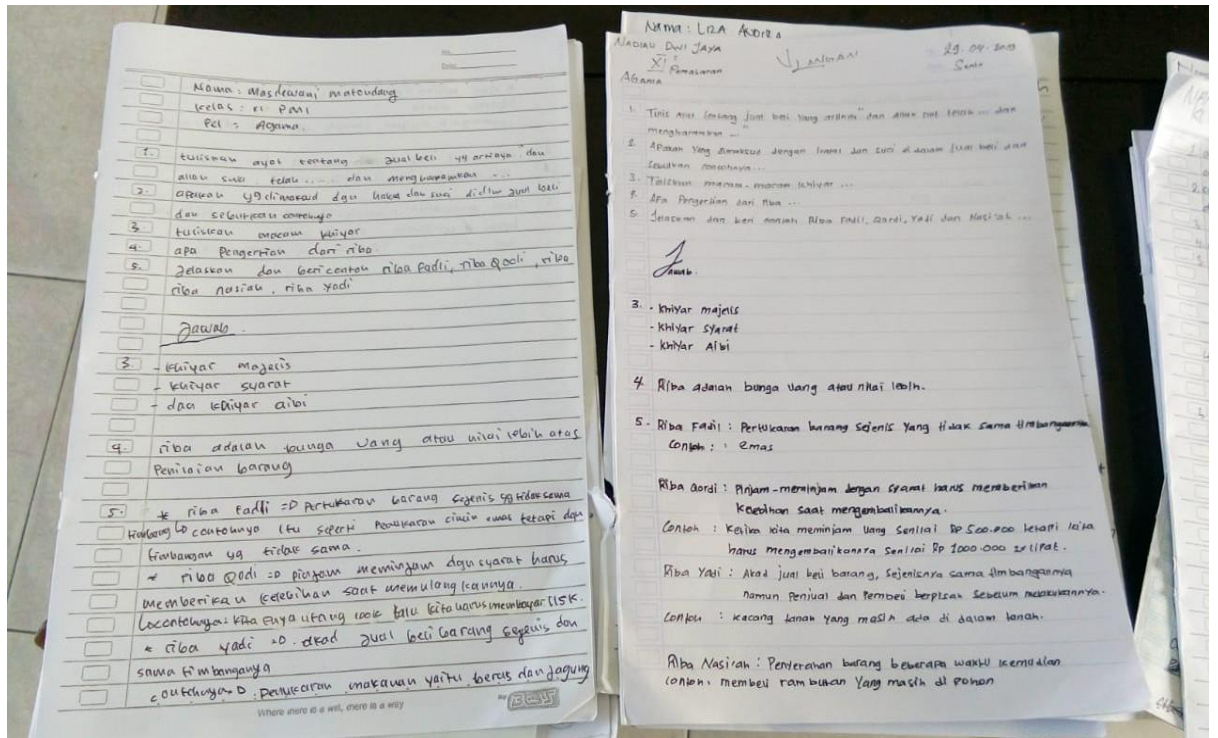 Nama : Masdewani matondang
Kelas : XI PM1
Pel : Agama
1. tuliskan ayat tentang jual beli yg artinya "dan
allah swt telah ..... dan mengharamkan ...
2. apakah yg dimaksud dgn halal dan suci didlm jual beli
dan sebutkan contohnya
3. tuliskan macam khiyar
4. apa pengertian dari riba
5. Jelaskan dan beri contoh riba Fadli, riba Qodi, riba
riba nasiah, riba yadi
Jawab.
3. - khiyar majelis
- khiyar syarat
- dan khiyar aibi
4. riba adalah bunga uang atau nilai lebih atas
Penilaian barang
5. * riba Fadli => Pertukaran barang sejenis yg tidak sama
timbang contohnya itu seperti Penukaran cincin emas tetapi dgn
timbangan yg tidak sama.
* riba Qodi => pinjam meminjam dgn syarat harus
memberikan kelebihan saat memulangkannya.
contohnya: kita punya utang 100k lalu kita harus membayar 115k.
* riba yadi => akad jual beli barang sejenis dan
sama timbanganya
contohnya => penukaran makanan yaitu beras dan jagung
Where there is a will, there is a way
Nama : LIZA
NADIAH DWI JAYA
XI Pemasaran
29-04-2019
Senin
Agama
1. Tulis ayat tentang jual beli yang artinya "dan Allah swt telah ... dan
mengharamkan ..."
2. Apakah yang dimaksud dengan halal dan suci di dalam jual beli dan
sebutkan contohnya...
3. Tuliskan macam-macam khiyar ...
4. Apa Pengertian dari riba ...
5. Jelaskan dan beri contoh Riba Fadil, Qardi, Yadi dan Nasi'ah ...
Jawab.
3. - Khiyar majelis
- Khiyar syarat
- Khiyar Aibi
4. Riba adalah bunga uang atau nilai lebih.
5. Riba Fadil : Pertukaran barang sejenis yang tidak sama timbangannya
Contoh : : emas
Riba Qordi : Pinjam-meminjam dengan syarat harus memberikan
kelebihan saat mengembalikannya.
Contoh : Ketika kita meminjam uang senilai Rp 500.000 tetapi kita
harus mengembalikannya senilai Rp 1000.000 2x lipat.
Riba Yadi : Akad jual beli barang, sejenisnya sama timbangannya
namun Penjual dan Pembeli berpisah sebelum melakukannya.
Contoh : kacang tanah yang masih ada di dalam tanah.
Riba Nasi'ah : Penyerahan barang beberapa waktu kemudian
contoh : membeli rambutan yang masih di pohon